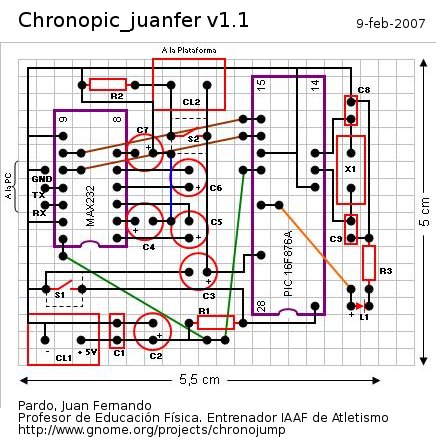 Chronopic_juanfer v1.1
9-feb-2007
A la Plataforma
R2
CL2
C8
9
8
15
14
C7
S2
X1
A la PC
GND
TX
RX
MAX232
C6
C5
C4
C9
PIC 16F876A
C3
R3
S1
28
R1
1
L1
+
-
+ 5V
CL1
C1
C2
5 cm
5,5 cm
Pardo, Juan Fernando
Profesor de Educación Física. Entrenador IAAF de Atletismo
http://www.gnome.org/projects/chronojump